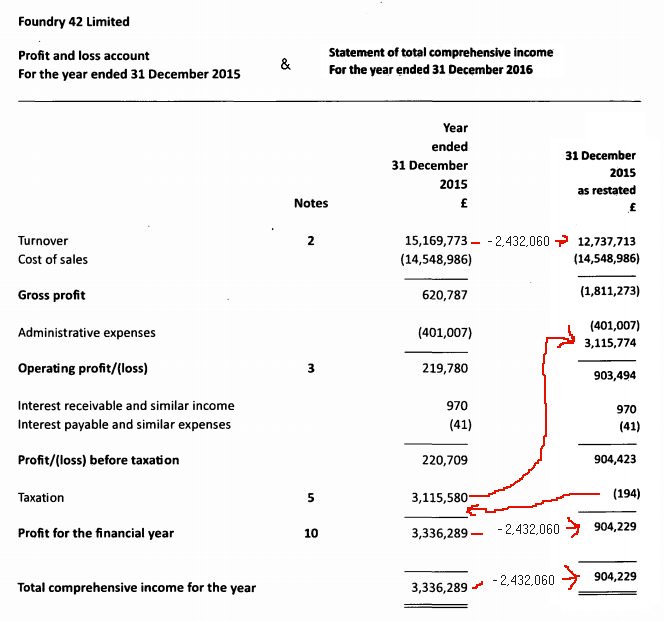 Foundry 42 Limited
Profit and loss account
For the year ended 31 December 2015
&
Statement of total comprehensive income
For the year ended 31 December 2016
Year
ended
31 December
2015
Notes £
31 December
2015
as restated
£
Turnover 2 15,169,773 - 2,432,060 12,737,713
Cost of sales (14,548,986) (14,548,986)
Gross profit 620,787 (1,811,273)
Administrative expenses (401,007) (401,007)
3,115,774
Operating profit/(loss) 3 219,780 903,494
Interest receivable and similar income 970 970
Interest payable and similar expenses (41) (41)
Profit/(loss) before taxation 220,709 904,423
Taxation 5 3,115,580 (194)
Profit for the financial year 10 3,336,289 - 2,432,060 904,229
Total comprehensive income for the year 3,336,289 - 2,432,060 904,229